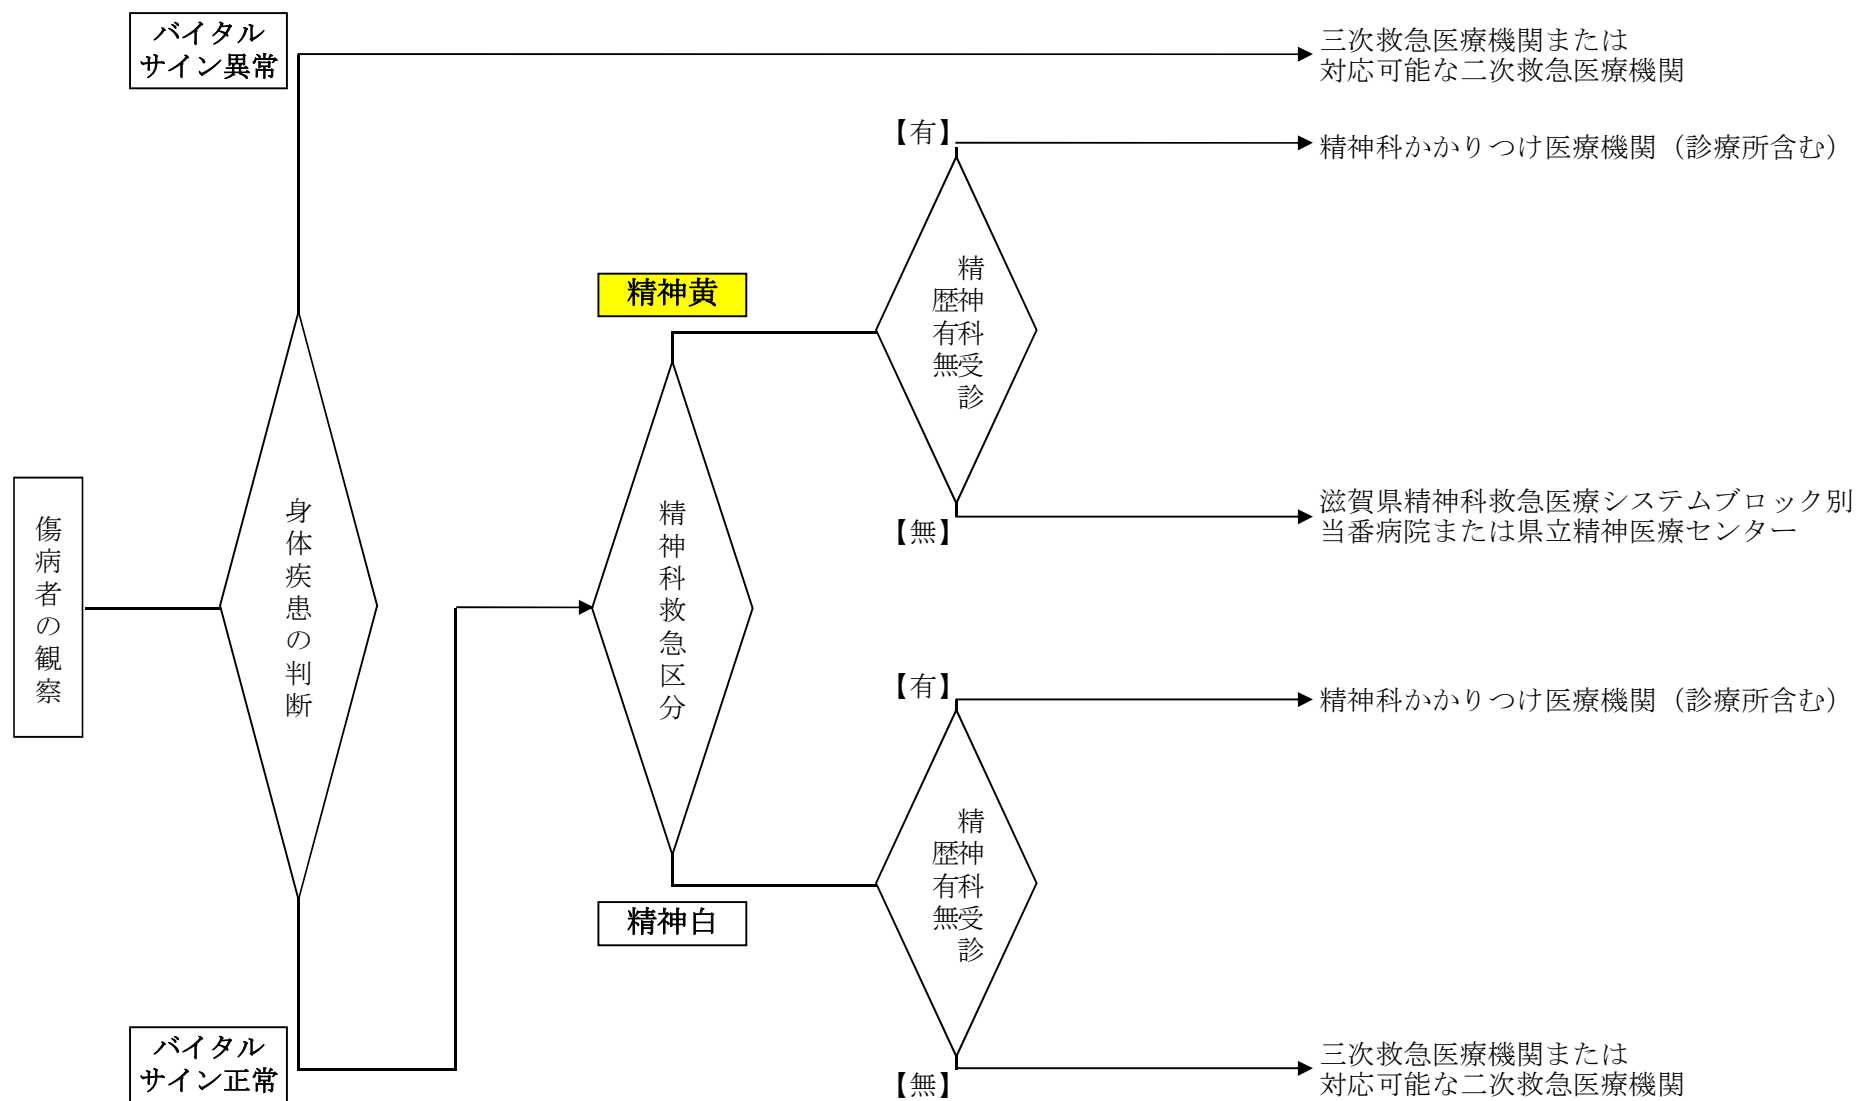 バイタル
サイン異常
三次救急医療機関または
対応可能な二次救急医療機関
【有】
精神科かかりつけ医療機関（診療所含む）
精神黄
精神科受診
歴有無
【無】
滋賀県精神科救急医療システムブロック別
当番病院または県立精神医療センター
傷病者の観察
身体疾患の判断
精神科救急区分
【有】
精神科かかりつけ医療機関（診療所含む）
精神科受診
歴有無
精神白
バイタル
サイン正常
【無】
三次救急医療機関または
対応可能な二次救急医療機関